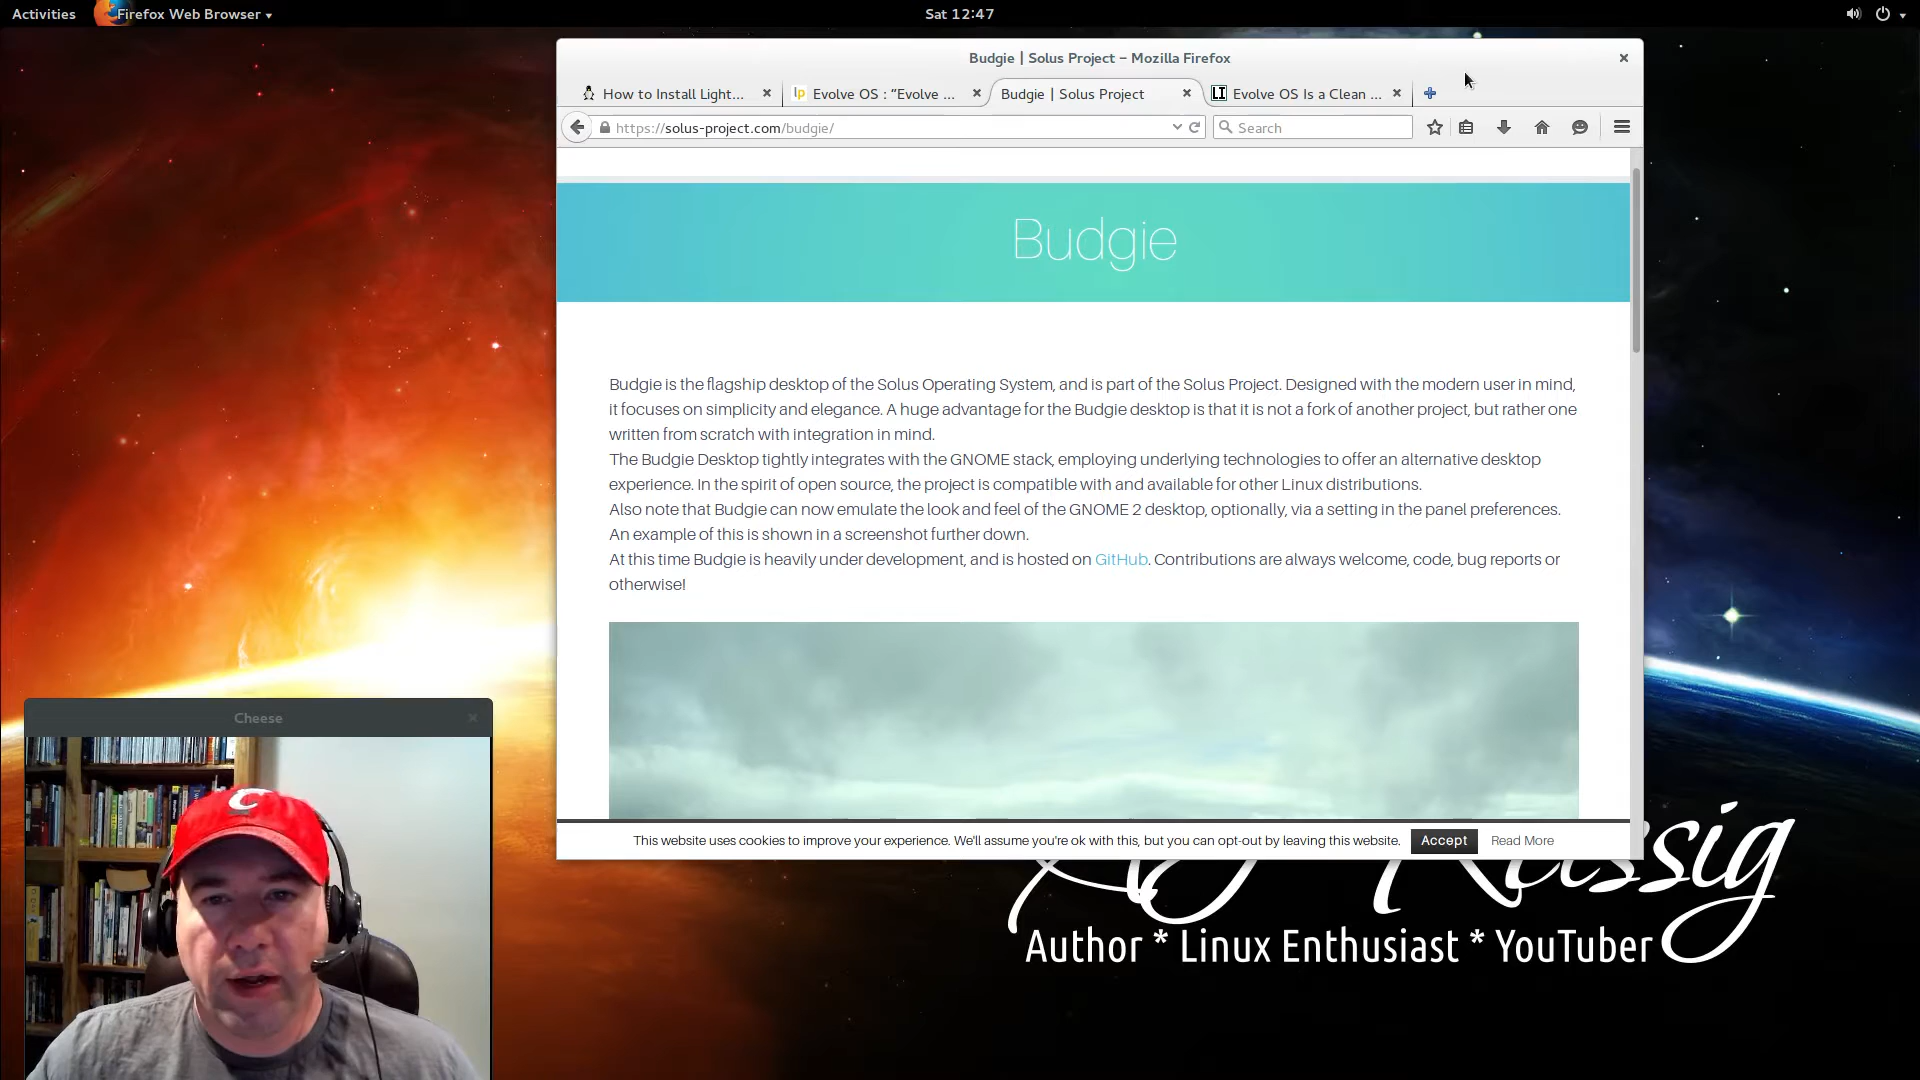 Activities
Firefox Web Browser
Sat 12:47
Budgie | Solus Project – Mozilla Firefox
How to Install Light...
lp
Evolve OS : “Evolve ...
Budgie | Solus Project
LI
Evolve OS Is a Clean ...
https://solus-project.com/budgie/
Search
Budgie
Budgie is the flagship desktop of the Solus Operating System, and is part of the Solus Project. Designed with the modern user in mind,
it focuses on simplicity and elegance. A huge advantage for the Budgie desktop is that it is not a fork of another project, but rather one
written from scratch with integration in mind.
The Budgie Desktop tightly integrates with the GNOME stack, employing underlying technologies to offer an alternative desktop
experience. In the spirit of open source, the project is compatible with and available for other Linux distributions.
Also note that Budgie can now emulate the look and feel of the GNOME 2 desktop, optionally, via a setting in the panel preferences.
An example of this is shown in a screenshot further down.
At this time Budgie is heavily under development, and is hosted on GitHub. Contributions are always welcome, code, bug reports or
otherwise!
This website uses cookies to improve your experience. We'll assume you're ok with this, but you can opt-out by leaving this website.
Accept
Read More
Cheese
C
Author * Linux Enthusiast * YouTuber